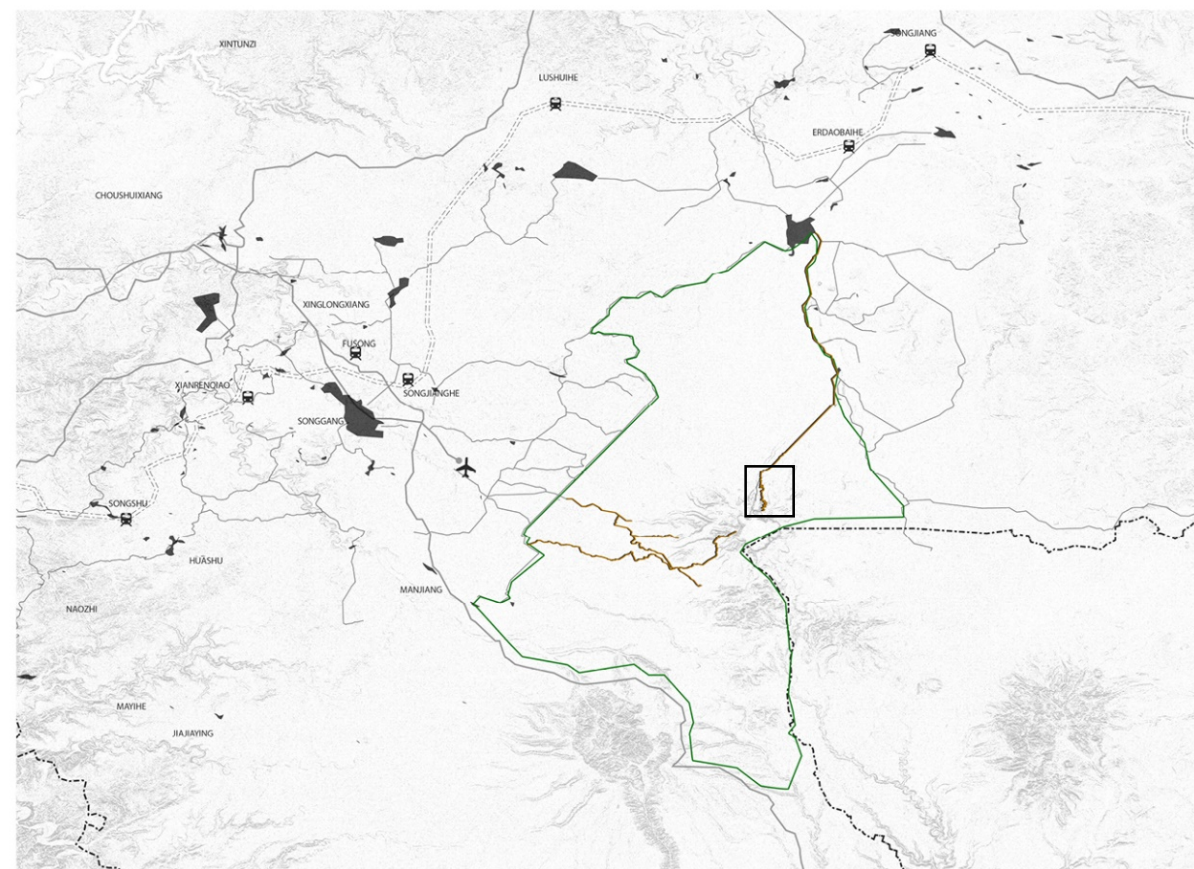 XINTUNZI
SONGJIANG
LUSHUIHE
ERDAOBAIHE
CHOUSHUIXIANG
XINGLONGXIANG
FUSONG
XIANRENQIAO
SONGJIANGHE
SONGGANG
SONGSHU
HUASHU
MANJIANG
NAOZHI
MAYIHE
JIAJIAYING